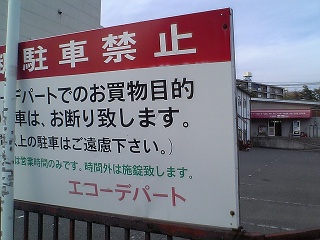 駐車禁止
デパートでのお買物目的
車は、お断り致します。
以上の駐車はご遠慮下さい。)
は営業時間のみです。時間外は施錠致します。
エコーデパート